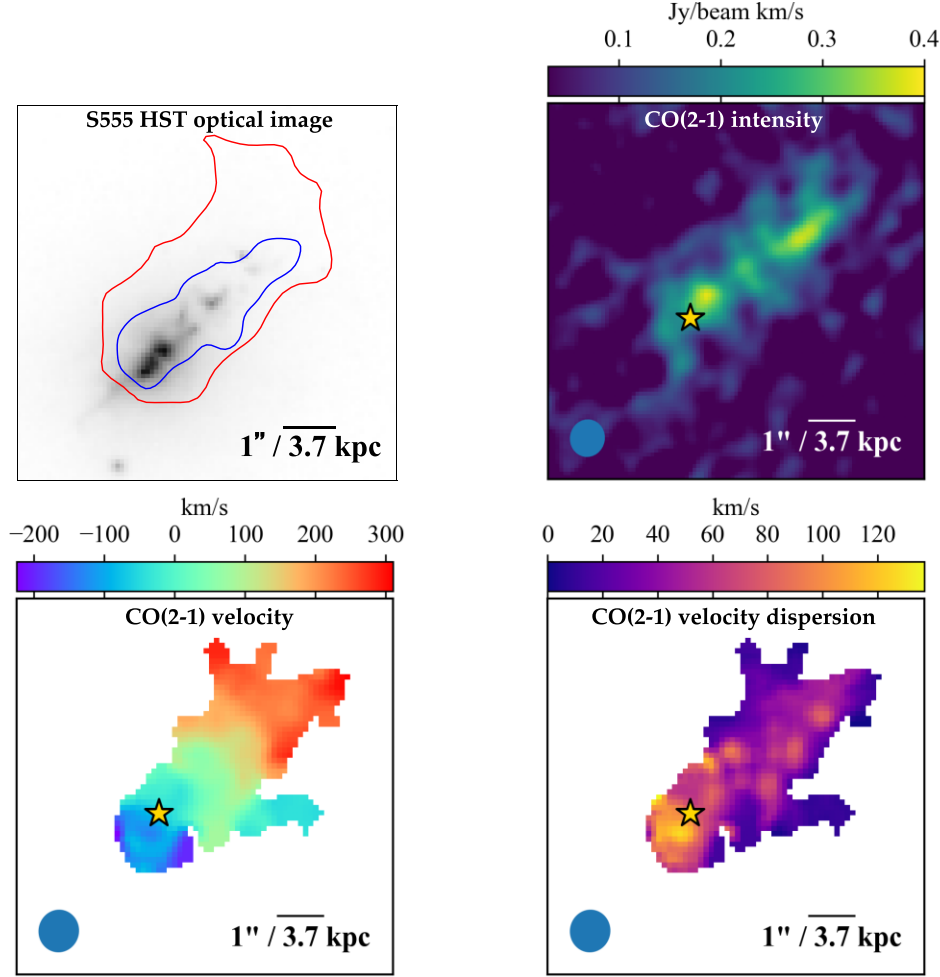 Jy/beam km/s
0.1 0.2 0.3 0.4
S555 HST optical image
CO(2-1) intensity
1" / 3.7 kpc
1" / 3.7 kpc
km/s
−200 −100 0 100 200 300
km/s
0 20 40 60 80 100 120
CO(2-1) velocity
CO(2-1) velocity dispersion
1" / 3.7 kpc
1" / 3.7 kpc